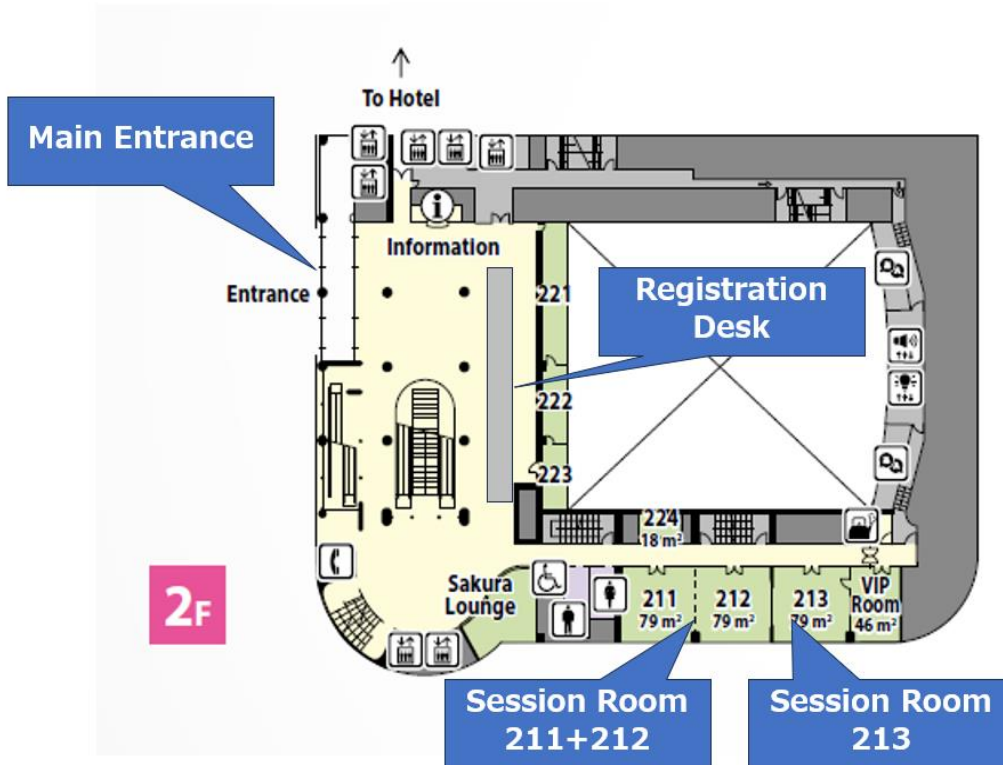 To Hotel
Main Entrance
i
Information
Entrance
221
Registration
Desk
222
223
224
18 m²
2F
Sakura
Lounge
211
79 m²
212
79 m²
213
79 m²
VIP
Room
46 m²
Session Room
211+212
Session Room
213